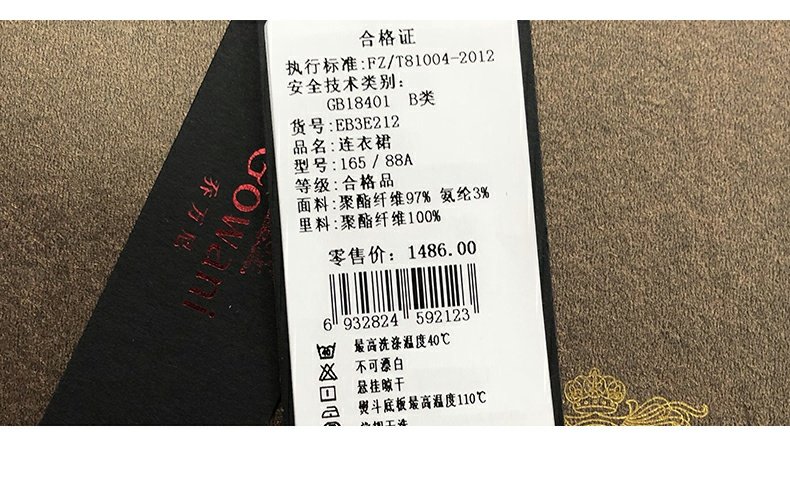 合格证
执行标准:FZ/T81004-2012
安全技术类别:
GB18401 B类
货号:EB3E212
品名:连衣裙
型号:165/88A
等级:合格品
面料:聚酯纤维97% 氨纶3%
里料:聚酯纤维100%
零售价: 1486.00
6 932824 592123
最高洗涤温度40℃
不可漂白
悬挂晾干
熨斗底板最高温度110℃
Gowani
乔万尼